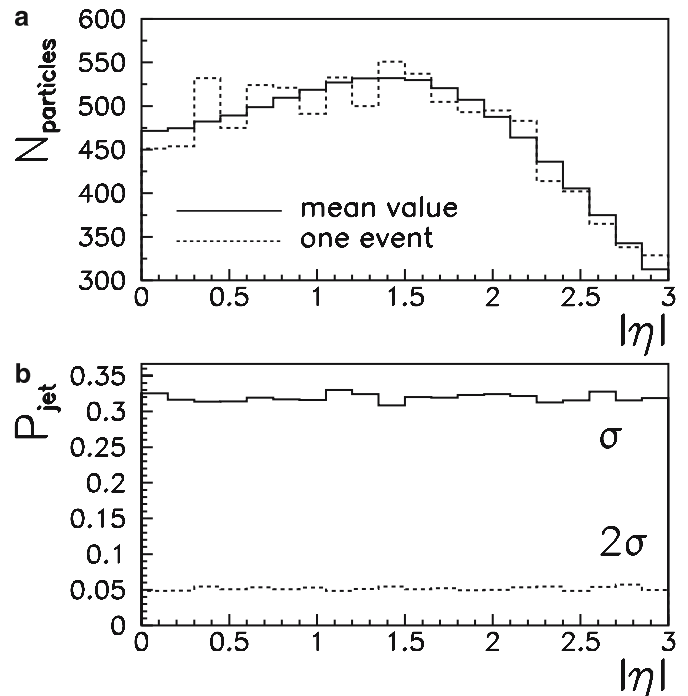 a
N particles
600
550
500
450
400
350
300
mean value
one event
0 0.5 1 1.5 2 2.5 3
|η|
b
P jet
0.35
0.3
0.25
0.2
0.15
0.1
0.05
0
σ
2σ
0 0.5 1 1.5 2 2.5 3
|η|